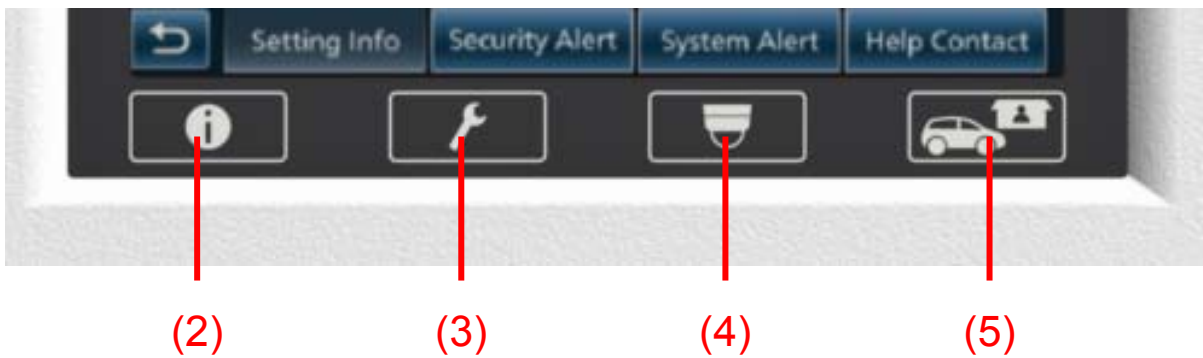 Setting Info Security Alert System Alert Help Contact
(2) (3) (4) (5)